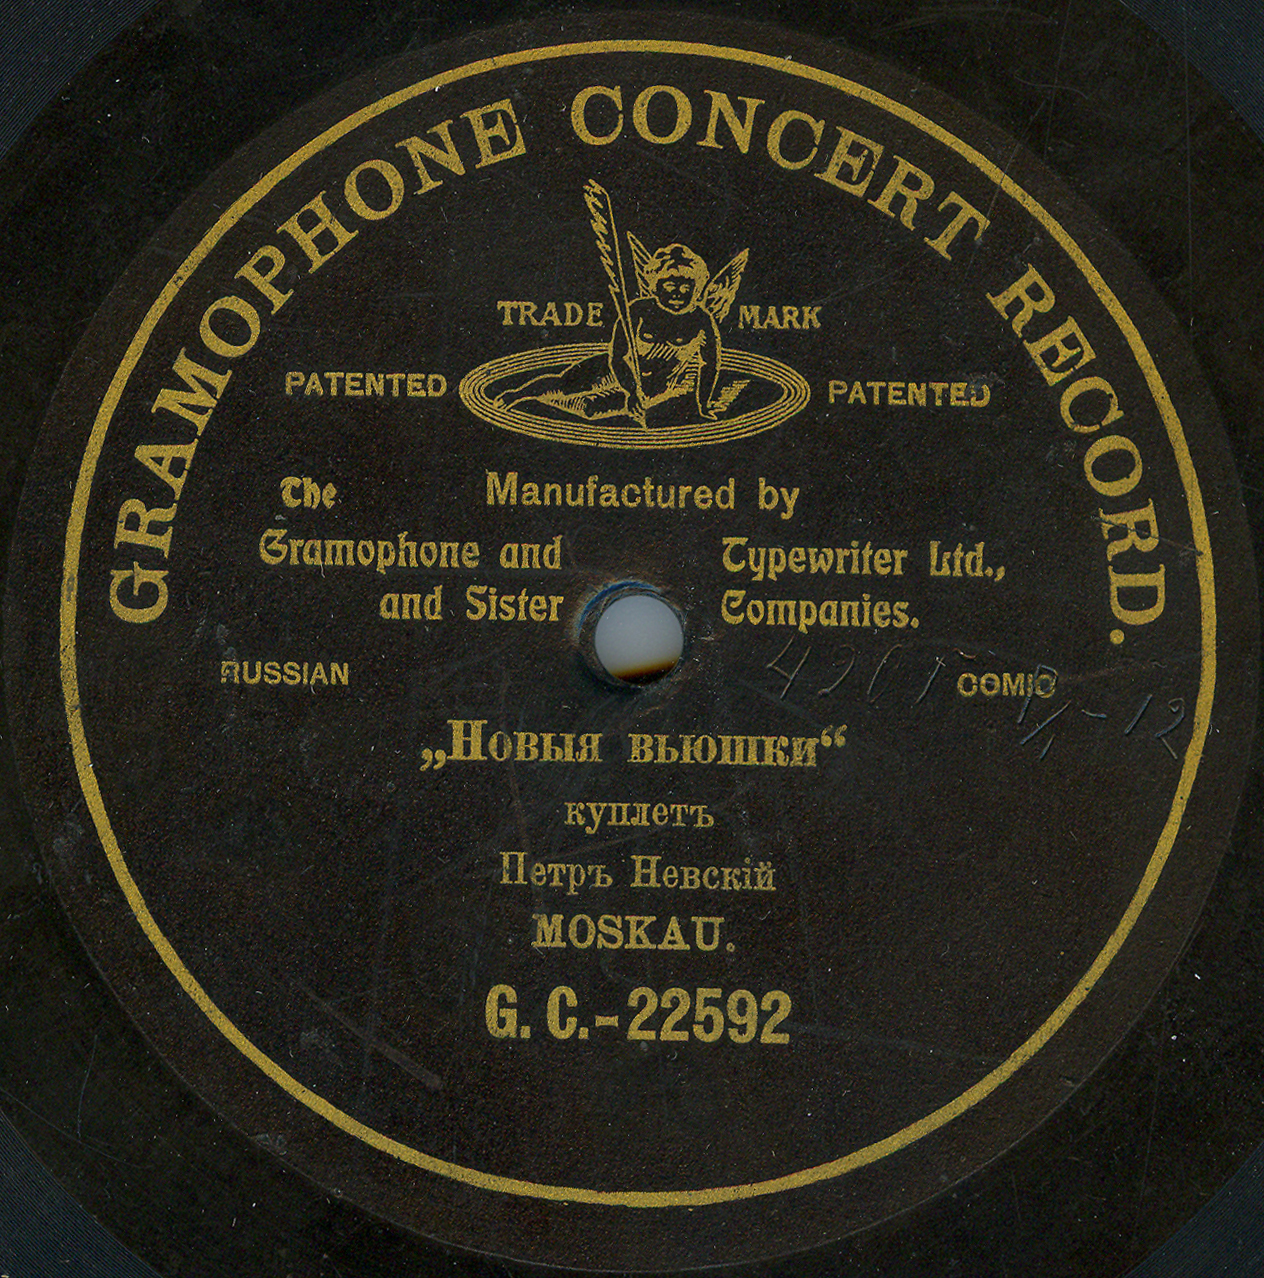 GRAMOPHONE CONCERT RECORD.
TRADE MARK
PATENTED PATENTED
Manufactured by
The
Gramophone and Typewriter Ltd.,
and Sister Companies.
RUSSIAN COMIC
„Новыя вьюшки“
куплетъ
Петръ Невскій
MOSKAU.
G. C.-22592